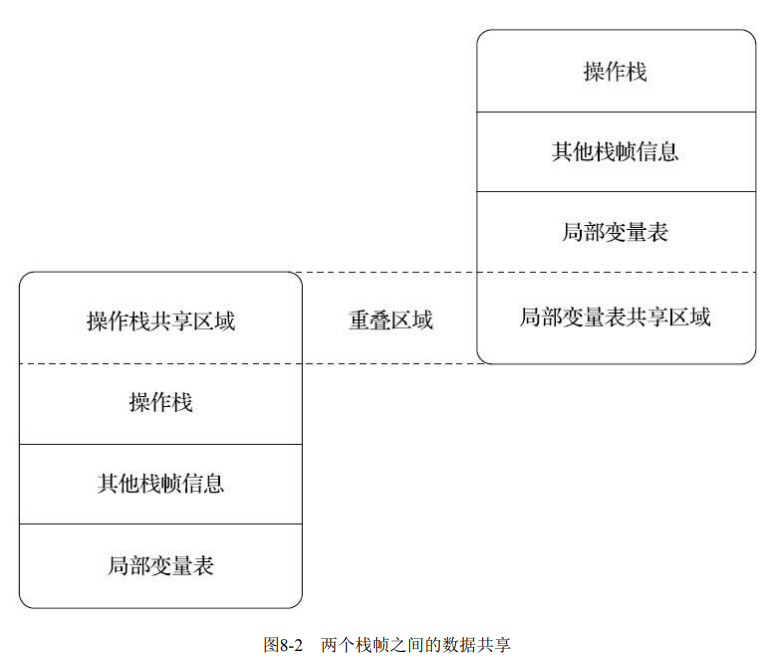 操作栈
其他栈帧信息
局部变量表
局部变量表共享区域
重叠区域
操作栈共享区域
操作栈
其他栈帧信息
局部变量表
图8-2 两个栈帧之间的数据共享